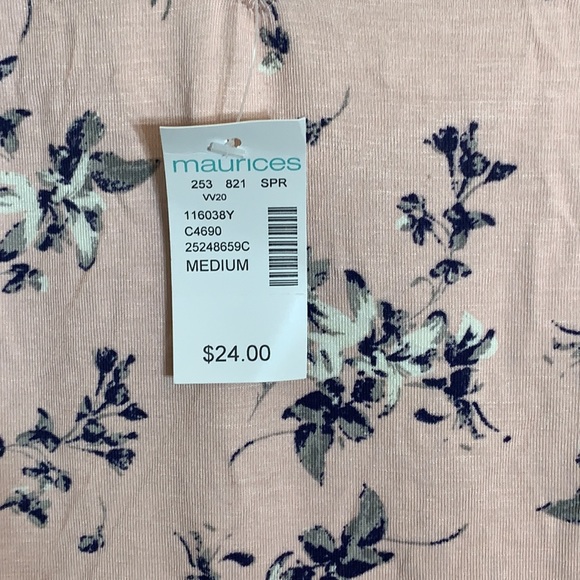 maurices
253 821 SPR
VV20
116038Y
C4690
25248659C
MEDIUM
$24.00